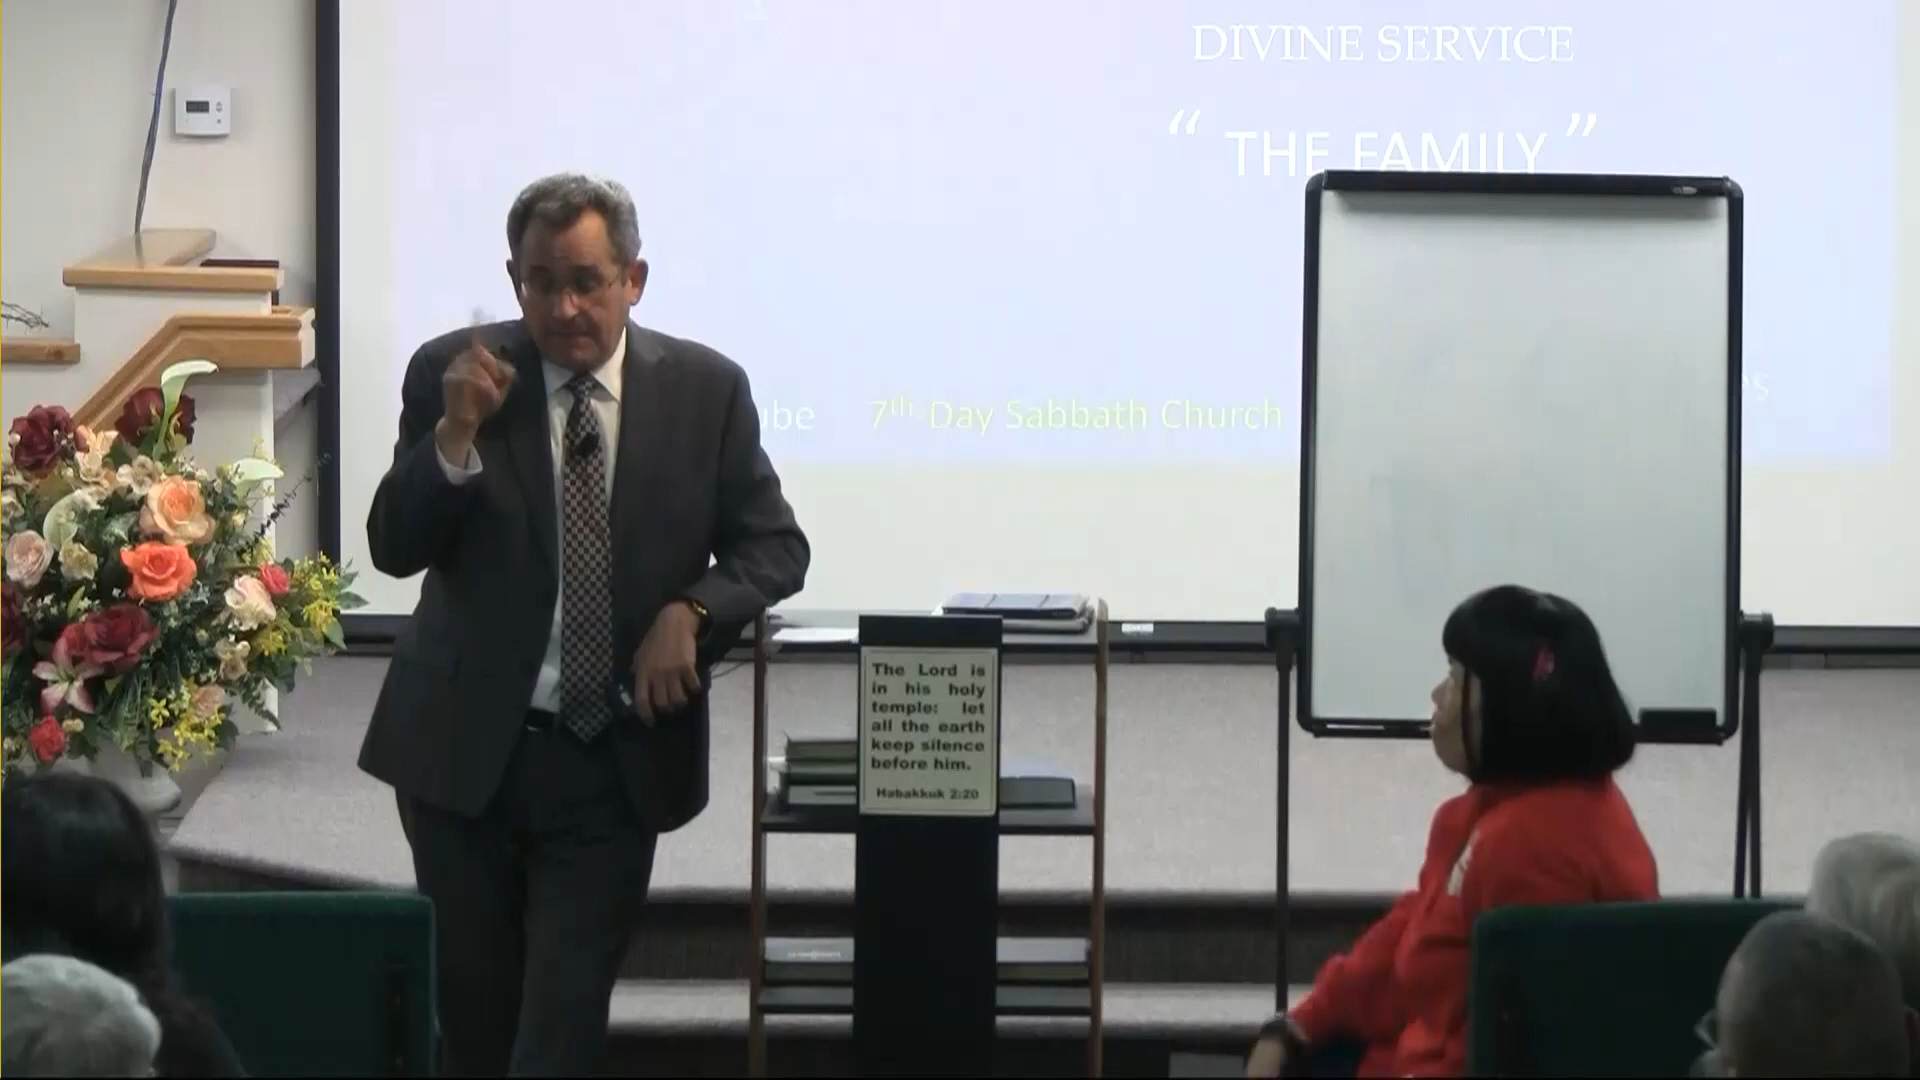 DIVINE SERVICE
“ THE FAMILY ”
7th Day Sabbath Church
The Lord is
in his holy
temple: let
all the earth
keep silence
before him.
Habakkuk 2:20